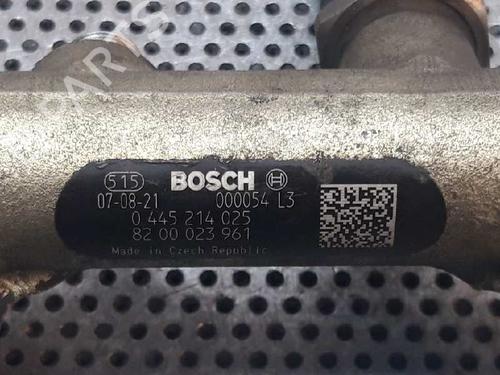 515 BOSCH
07-08-21 000054 L3
0 445 214 025
82 00 023 961
Made in Czech Republic